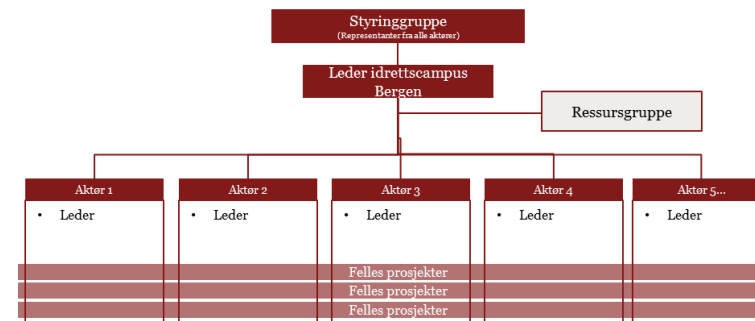 Styringgruppe
(Representanter fra alle aktører)
Leder idrettscampus
Bergen
Ressursgruppe
Aktør 1
Aktør 2
Aktør 3
Aktør 4
Aktør 5...
• Leder
• Leder
• Leder
• Leder
• Leder
Felles prosjekter
Felles prosjekter
Felles prosjekter